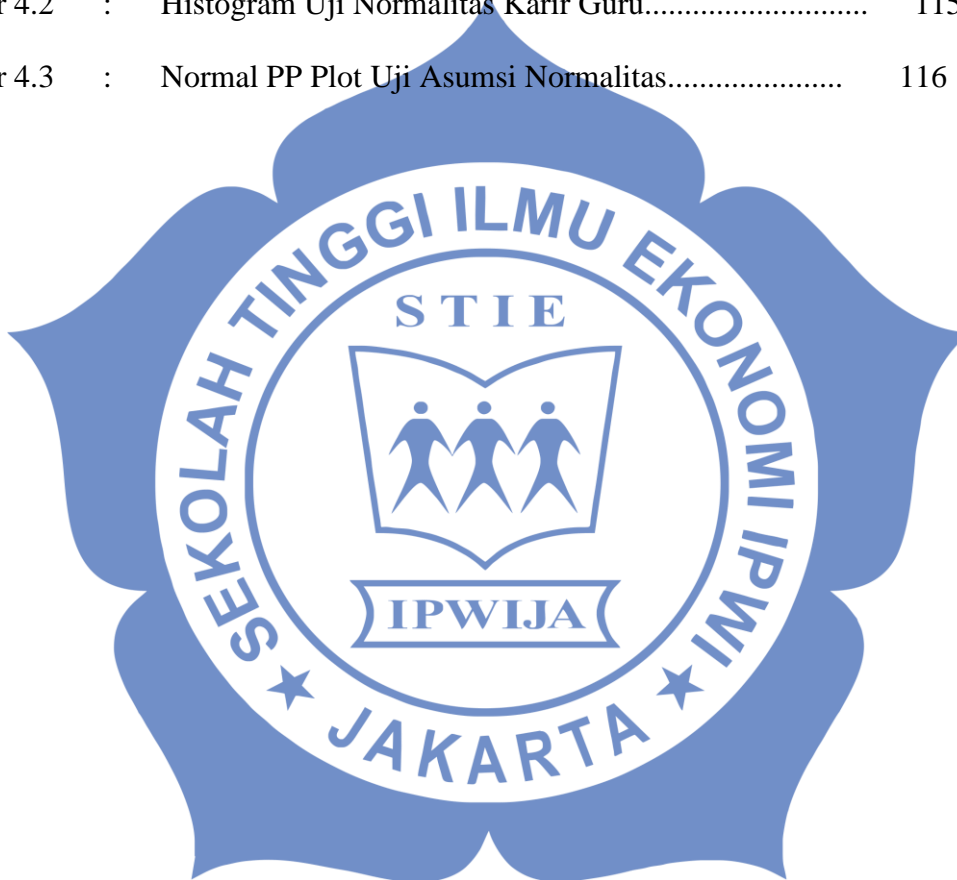 r 4.2 : Histogram Uji Normalitas Karir Guru............................ 115
r 4.3 : Normal PP Plot Uji Asumsi Normalitas...................... 116
SEKOLAH TINGGI ILMU EKONOMI IPWI
STIE
IPWIJA
★ JAKARTA ★